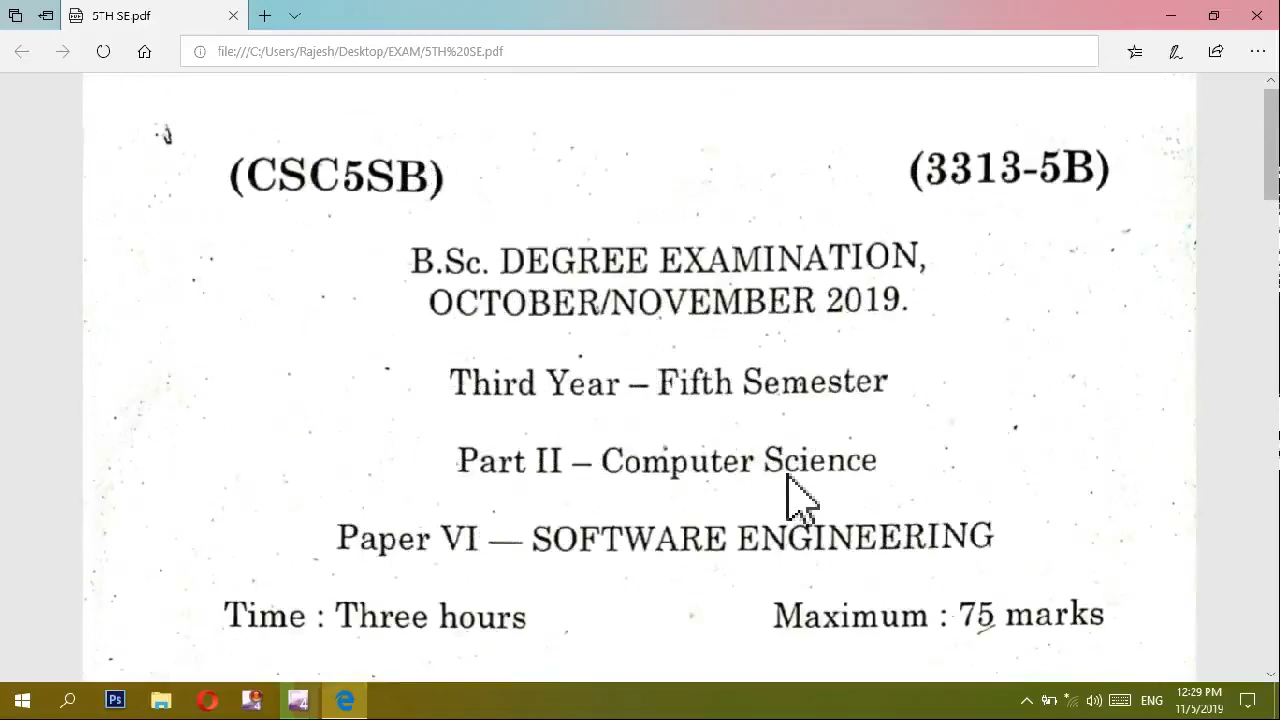 5TH SE.pdf
file:///C:/Users/Rajesh/Desktop/EXAM/5TH%20SE.pdf
(CSC5SB) (3313-5B)
B.Sc. DEGREE EXAMINATION,
OCTOBER/NOVEMBER 2019.
Third Year – Fifth Semester
Part II – Computer Science
Paper VI — SOFTWARE ENGINEERING
Time : Three hours Maximum : 75 marks
Ps
4
ENG
12:29 PM
11/5/2019